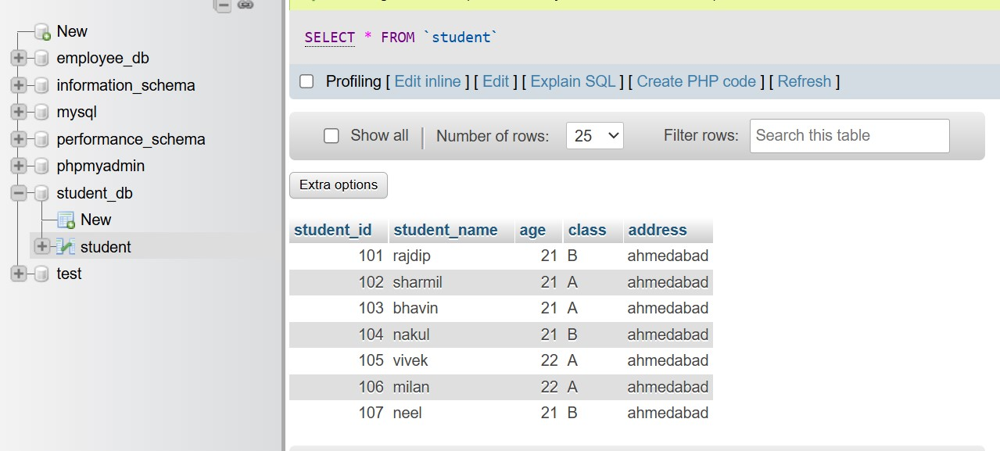 New
employee_db
information_schema
mysql
performance_schema
phpmyadmin
student_db
New
student
test
SELECT * FROM `student`
Profiling [ Edit inline ] [ Edit ] [ Explain SQL ] [ Create PHP code ] [ Refresh ]
Show all | Number of rows: 25 Filter rows: Search this table
Extra options
student_id student_name age class address
101 rajdip 21 B ahmedabad
102 sharmil 21 A ahmedabad
103 bhavin 21 A ahmedabad
104 nakul 21 B ahmedabad
105 vivek 22 A ahmedabad
106 milan 22 A ahmedabad
107 neel 21 B ahmedabad